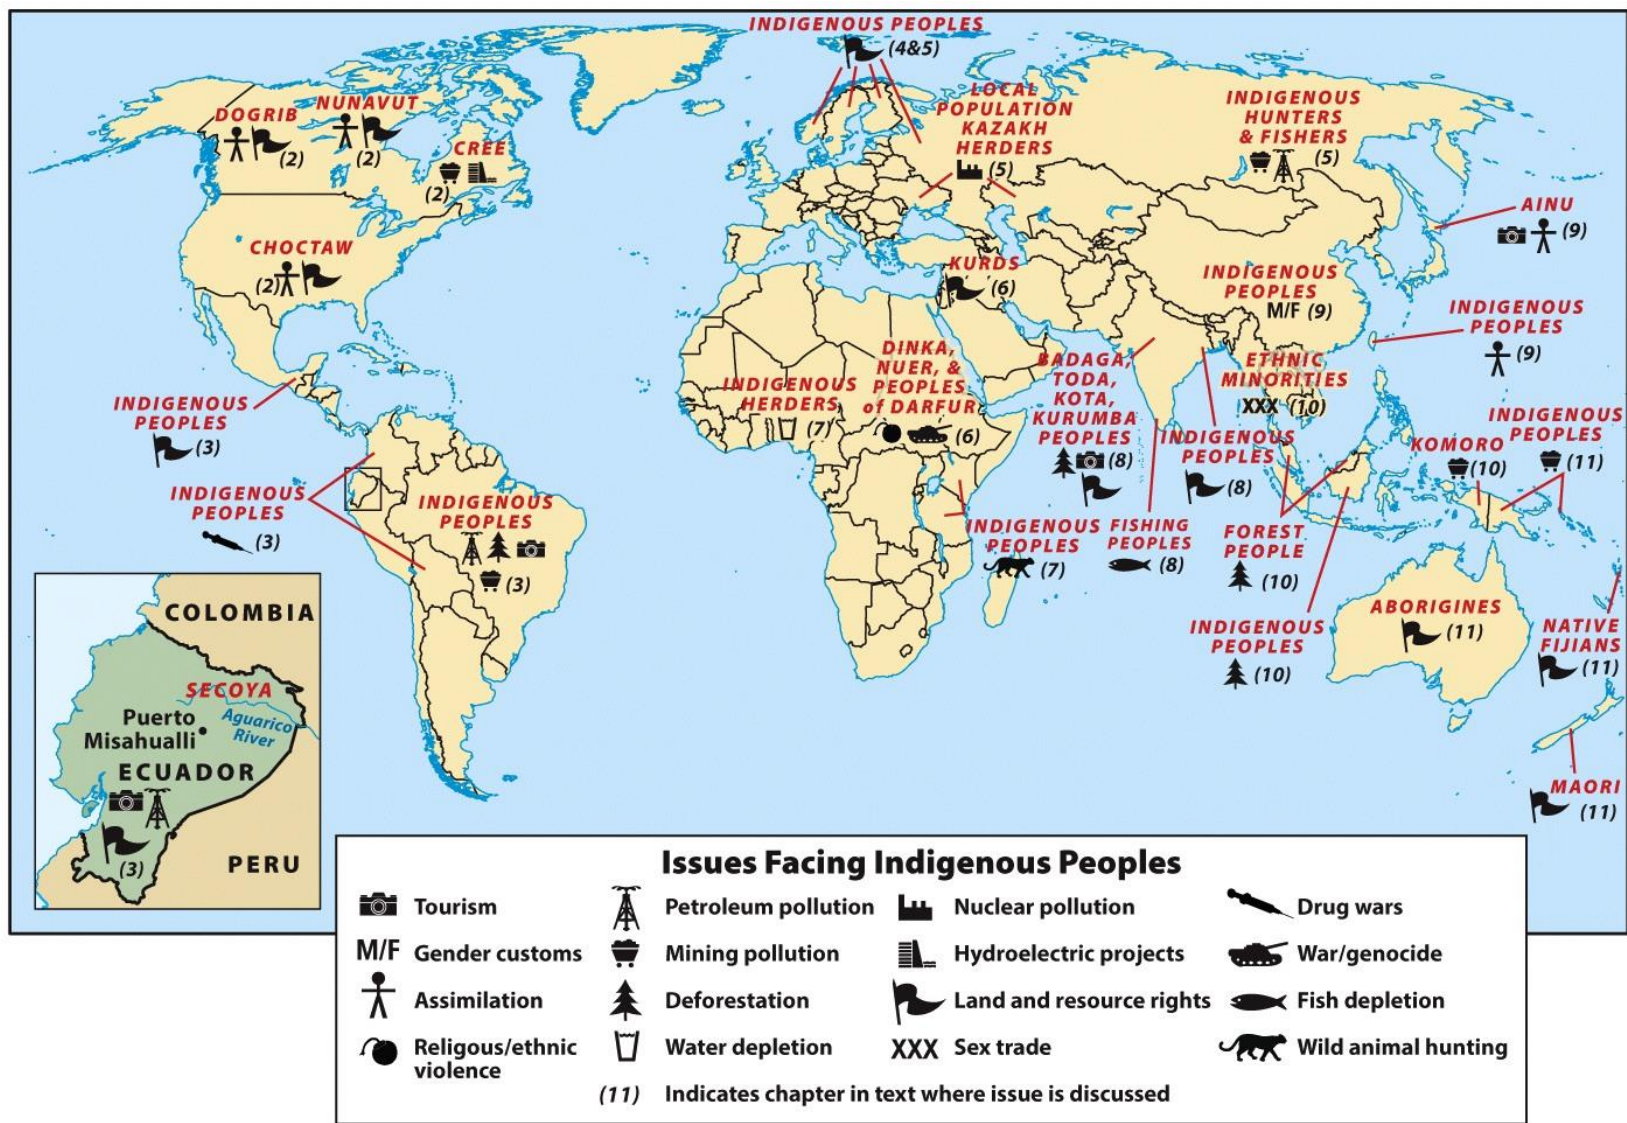 INDIGENOUS PEOPLES
(4&5)
DOGRIB
(2)
NUNAVUT
(2)
CREE
(2)
LOCAL
POPULATION
KAZAKH
HERDERS
(5)
INDIGENOUS
HUNTERS
& FISHERS
(5)
AINU
(9)
CHOCTAW
(2)
KURDS
(6)
INDIGENOUS
PEOPLES
M/F (9)
INDIGENOUS
PEOPLES
(9)
INDIGENOUS
PEOPLES
(3)
INDIGENOUS
HERDERS
(7)
DINKA,
NUER, &
PEOPLES
of DARFUR
(6)
BADAGA,
TODA,
KOTA,
KURUMBA
PEOPLES
(8)
ETHNIC
MINORITIES
XXX (10)
INDIGENOUS
PEOPLES
(8)
KOMORO
(10)
INDIGENOUS
PEOPLES
(11)
INDIGENOUS
PEOPLES
(3)
INDIGENOUS
PEOPLES
(3)
INDIGENOUS
PEOPLES
(7)
FISHING
PEOPLES
(8)
FOREST
PEOPLE
(10)
INDIGENOUS
PEOPLES
(10)
ABORIGINES
(11)
NATIVE
FIJIANS
(11)
MAORI
(11)
COLOMBIA
SECOYA
Puerto
Misahualli
Aguarico
River
ECUADOR
(3)
PERU
Issues Facing Indigenous Peoples
Tourism
Petroleum pollution
Nuclear pollution
Drug wars
M/F Gender customs
Mining pollution
Hydroelectric projects
War/genocide
Assimilation
Deforestation
Land and resource rights
Fish depletion
Religous/ethnic
violence
Water depletion
XXX Sex trade
Wild animal hunting
(11) Indicates chapter in text where issue is discussed